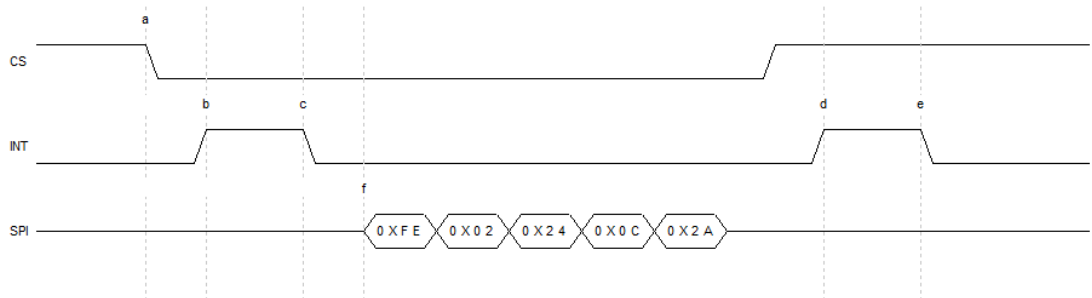 a
CS
b c d e
INT
f
SPI 0XFE 0X02 0X24 0X0C 0X2A